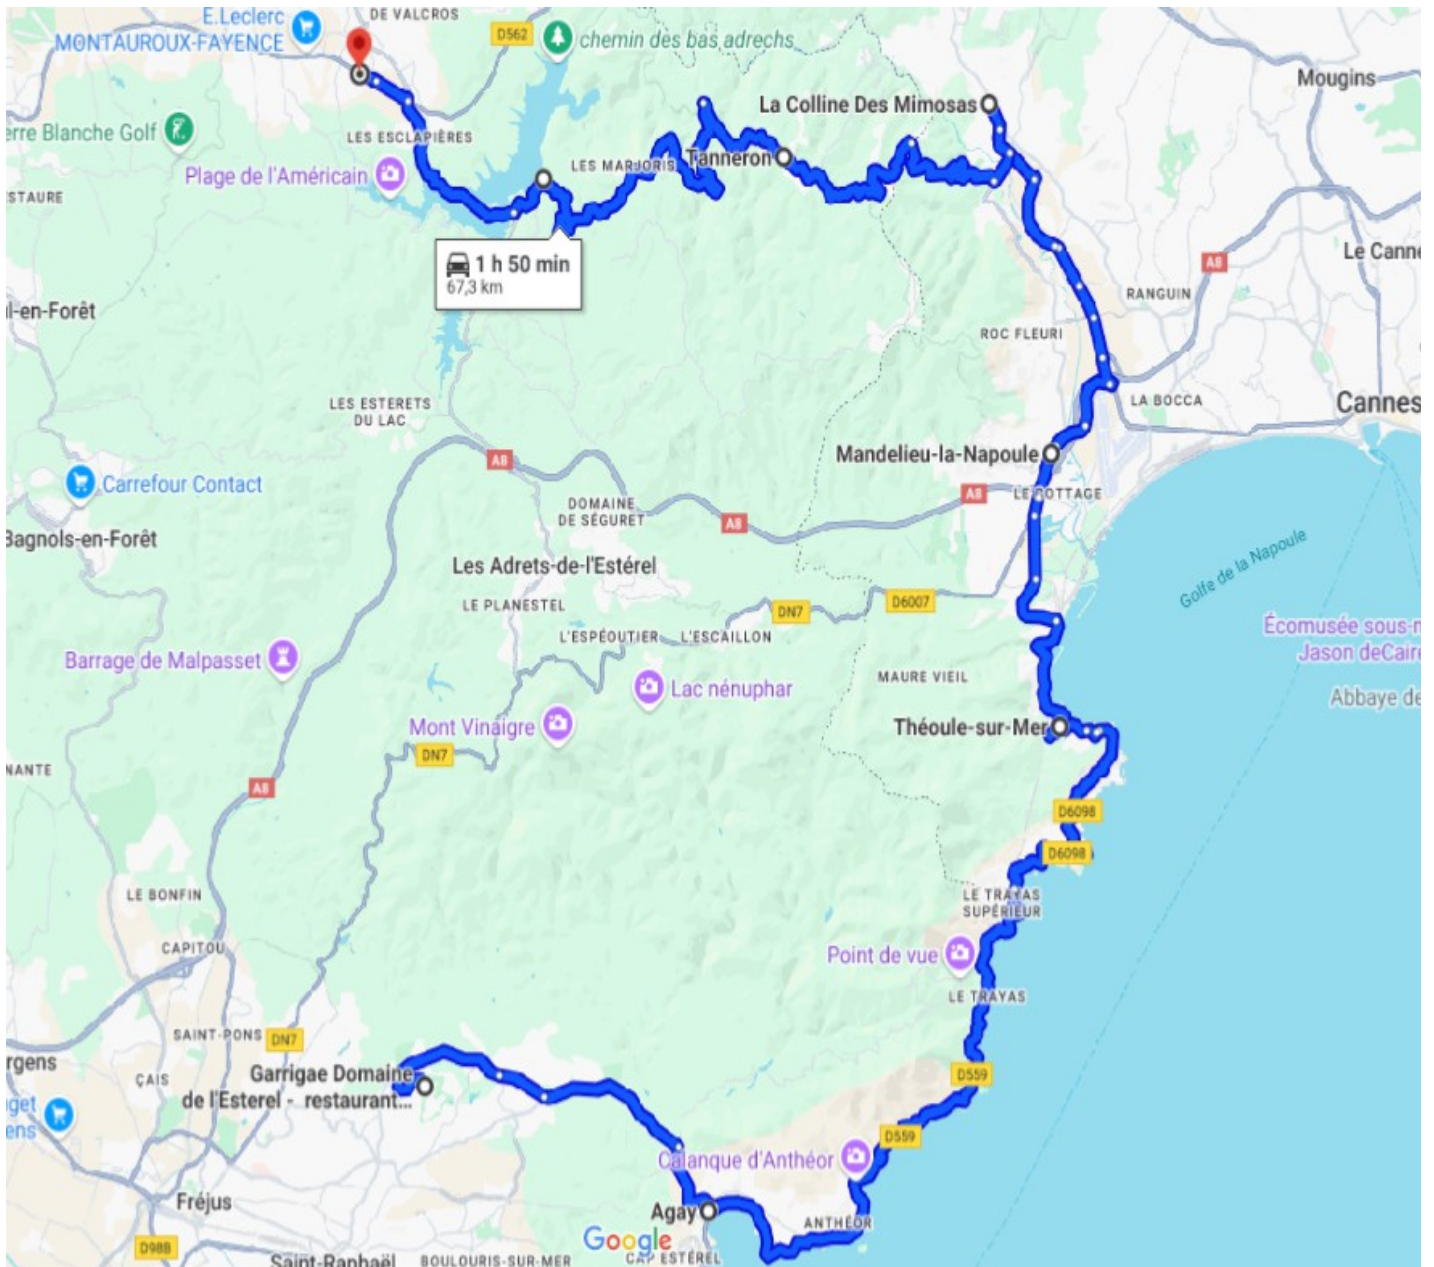 E.Leclerc
MONTAUROUX-FAYENCE
DE VALCROS
D562
chemin des bas adrechs
La Colline Des Mimosas
Mougins
erre Blanche Golf
LES ESCLAPIÈRES
LES MARJORIS
Tanneron
Plage de l'Américain
STAURE
1 h 50 min
67,3 km
A8
Le Canne
RANGUIN
l-en-Forêt
ROC FLEURI
LES ESTERETS
DU LAC
LA BOCCA
Cannes
Mandelieu-la-Napoule
A8
Carrefour Contact
A8
LE COTTAGE
DOMAINE
DE SÉGURET
A8
Bagnols-en-Forêt
Les Adrets-de-l'Estérel
Golfe de la Napoule
LE PLANESTEL
DN7
D6007
L'ESPÉOUTIER
L'ESCAILLON
Écomusée sous-m
Jason deCaire
Barrage de Malpasset
MAURE VIEIL
Lac nénuphar
Abbaye de
Mont Vinaigre
Théoule-sur-Mer
DN7
NANTE
A8
D6098
D6098
LE BONFIN
LE TRAYAS
SUPÉRIEUR
CAPITOU
Point de vue
LE TRAYAS
SAINT-PONS
DN7
rgens
Garrigae Domaine
de l'Esterel - restaurant...
ÇAIS
D559
get
ens
D559
Calanque d'Anthéor
Fréjus
Agay
ANTHÉOR
Google
D98B
Saint-Raphaël
BOULOURIS-SUR-MER
CAP ESTÉREL